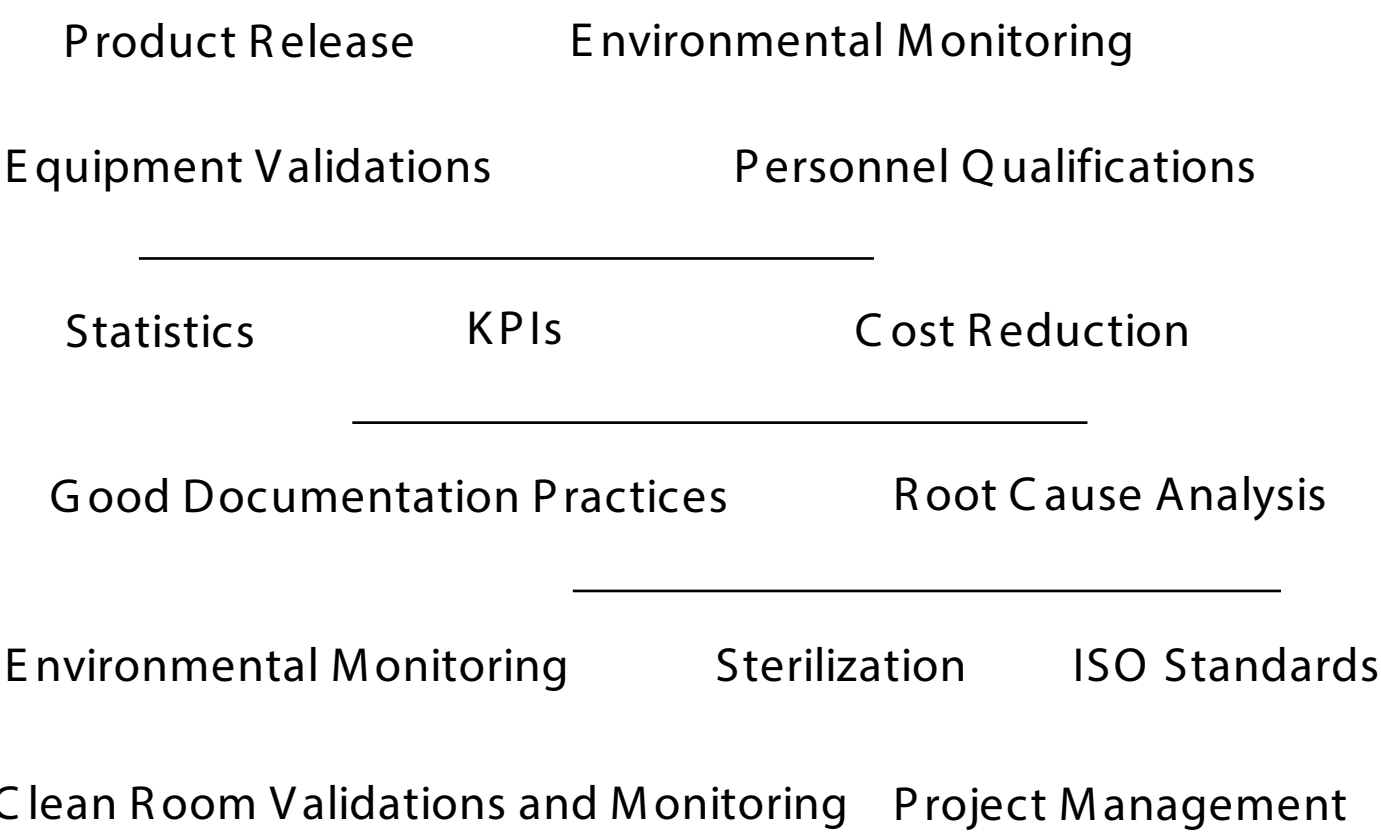 Product Release Environmental Monitoring
Equipment Validations Personnel Qualifications
Statistics KPIs Cost Reduction
Good Documentation Practices Root Cause Analysis
Environmental Monitoring Sterilization ISO Standards
Clean Room Validations and Monitoring Project Management